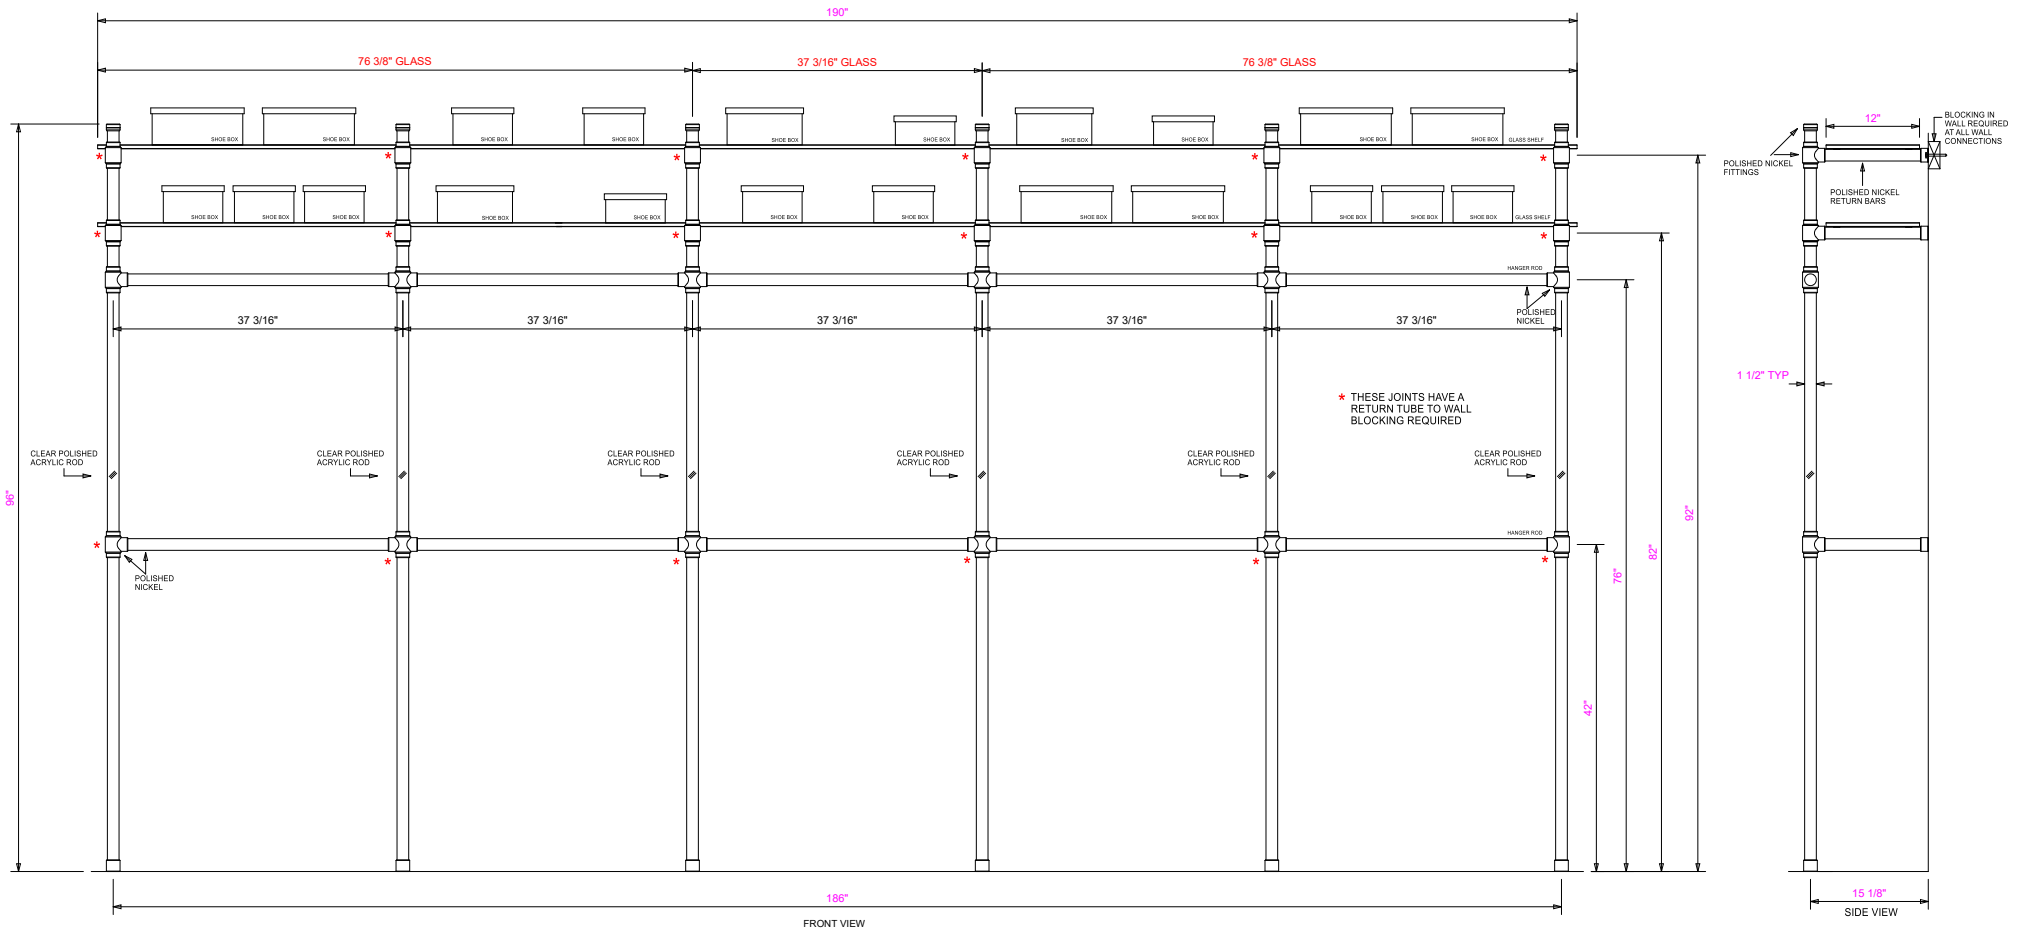 190"
76 3/8" GLASS
37 3/16" GLASS
76 3/8" GLASS
SHOE BOX
SHOE BOX
SHOE BOX
SHOE BOX
SHOE BOX
SHOE BOX
SHOE BOX
SHOE BOX
SHOE BOX
SHOE BOX
GLASS SHELF
* * * * * *
SHOE BOX
SHOE BOX
SHOE BOX
SHOE BOX
SHOE BOX
SHOE BOX
SHOE BOX
SHOE BOX
SHOE BOX
SHOE BOX
SHOE BOX
SHOE BOX
GLASS SHELF
* * * * * *
HANGER ROD
POLISHED
NICKEL
37 3/16"
37 3/16"
37 3/16"
37 3/16"
37 3/16"
* THESE JOINTS HAVE A
RETURN TUBE TO WALL
BLOCKING REQUIRED
CLEAR POLISHED
ACRYLIC ROD
CLEAR POLISHED
ACRYLIC ROD
CLEAR POLISHED
ACRYLIC ROD
CLEAR POLISHED
ACRYLIC ROD
CLEAR POLISHED
ACRYLIC ROD
CLEAR POLISHED
ACRYLIC ROD
96"
HANGER ROD
* * * * * *
POLISHED
NICKEL
42"
76"
82"
92"
186"
FRONT VIEW
12"
BLOCKING IN
WALL REQUIRED
AT ALL WALL
CONNECTIONS
POLISHED NICKEL
FITTINGS
POLISHED NICKEL
RETURN BARS
1 1/2" TYP
15 1/8"
SIDE VIEW